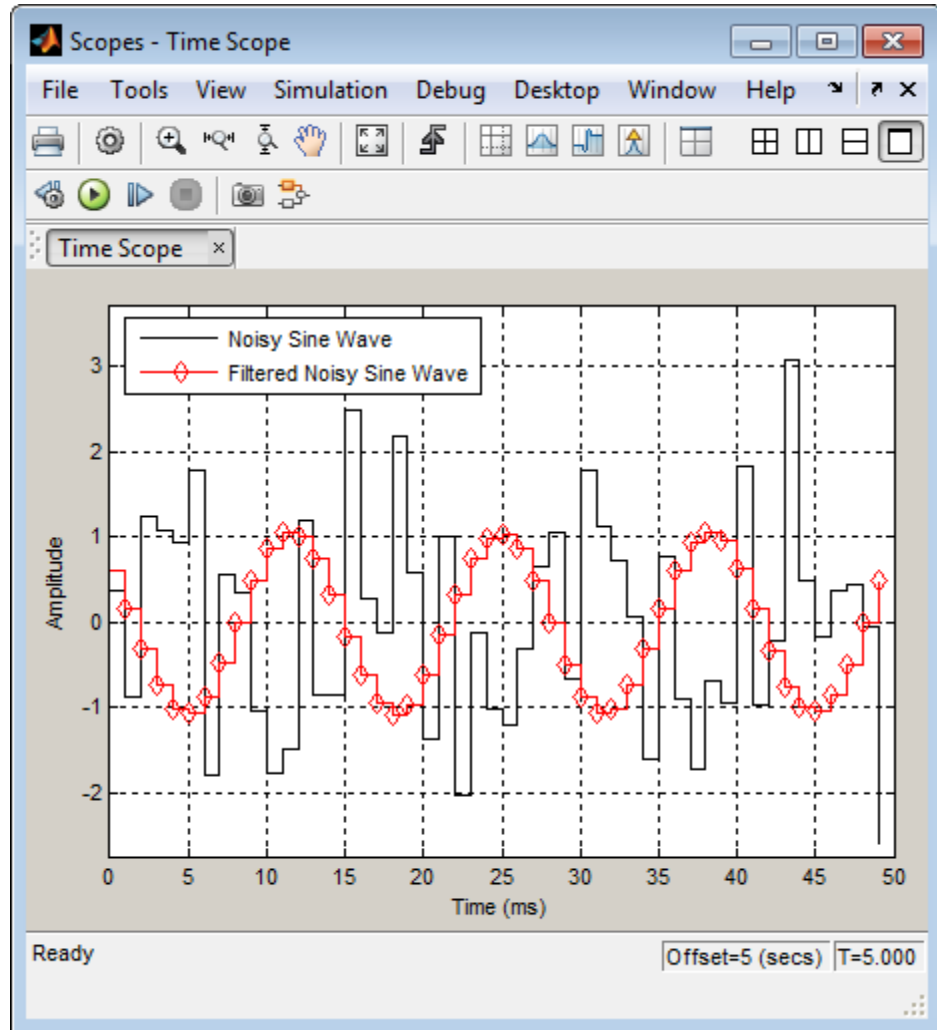 Scopes - Time Scope
File Tools View Simulation Debug Desktop Window Help
Time Scope
Noisy Sine Wave
Filtered Noisy Sine Wave
3
2
1
0
-1
-2
Amplitude
0 5 10 15 20 25 30 35 40 45 50
Time (ms)
Ready
Offset=5 (secs) T=5.000